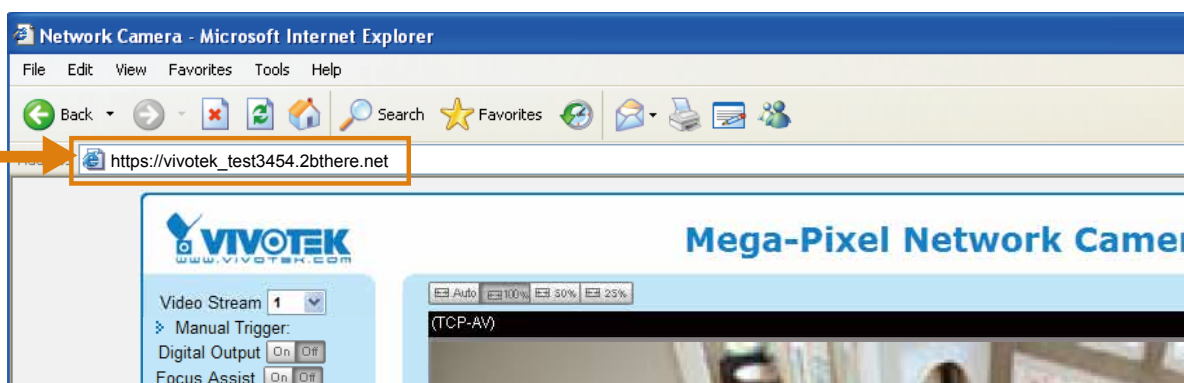 Network Camera - Microsoft Internet Explorer
File Edit View Favorites Tools Help
Back Search Favorites
https://vivotek_test3454.2bthere.net
VIVOTEK
www.vivotek.com
Mega-Pixel Network Camer
Video Stream 1
Auto 100% 50% 25%
Manual Trigger:
(TCP-AV)
Digital Output On Off
Focus Assist On Off